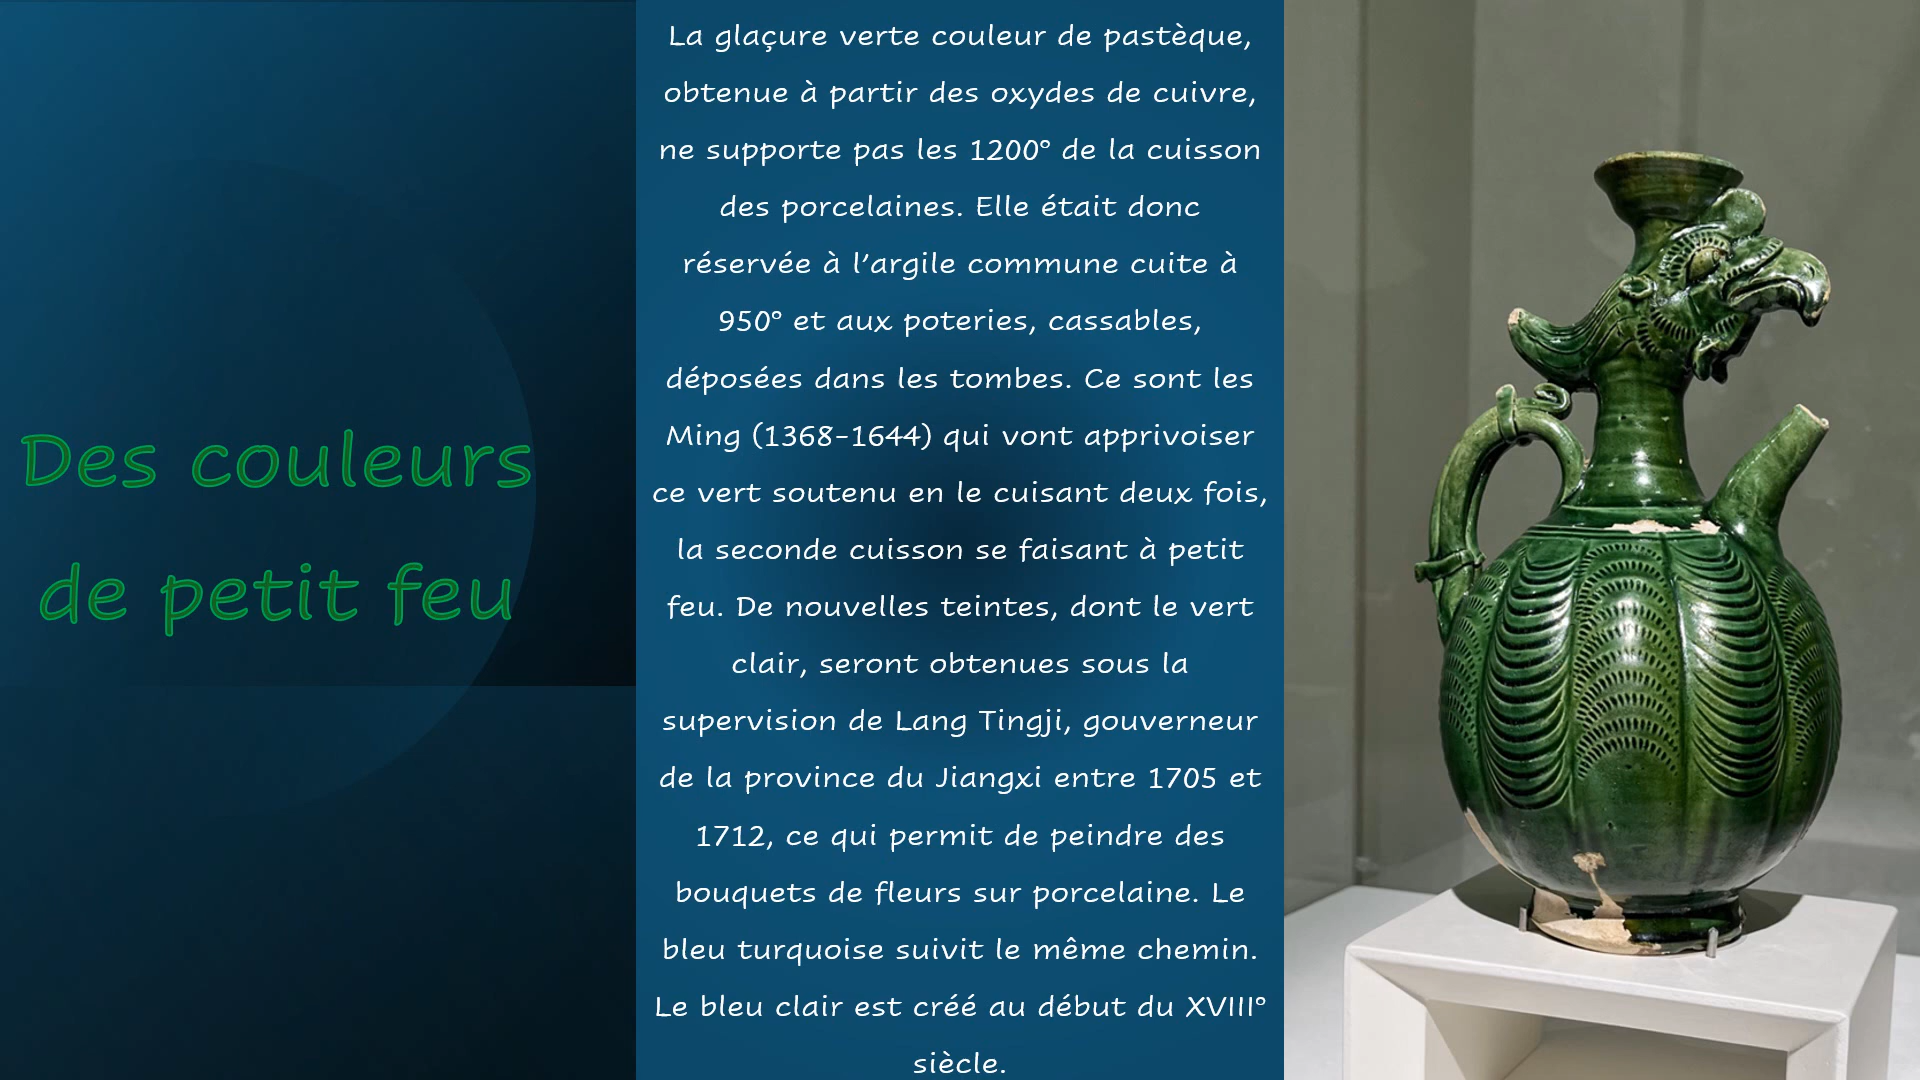 Des couleurs
de petit feu
La glaçure verte couleur de pastèque,
obtenue à partir des oxydes de cuivre,
ne supporte pas les 1200° de la cuisson
des porcelaines. Elle était donc
réservée à l’argile commune cuite à
950° et aux poteries, cassables,
déposées dans les tombes. Ce sont les
Ming (1368-1644) qui vont apprivoiser
ce vert soutenu en le cuisant deux fois,
la seconde cuisson se faisant à petit
feu. De nouvelles teintes, dont le vert
clair, seront obtenues sous la
supervision de Lang Tingji, gouverneur
de la province du Jiangxi entre 1705 et
1712, ce qui permit de peindre des
bouquets de fleurs sur porcelaine. Le
bleu turquoise suivit le même chemin.
Le bleu clair est créé au début du XVIII°
siècle.